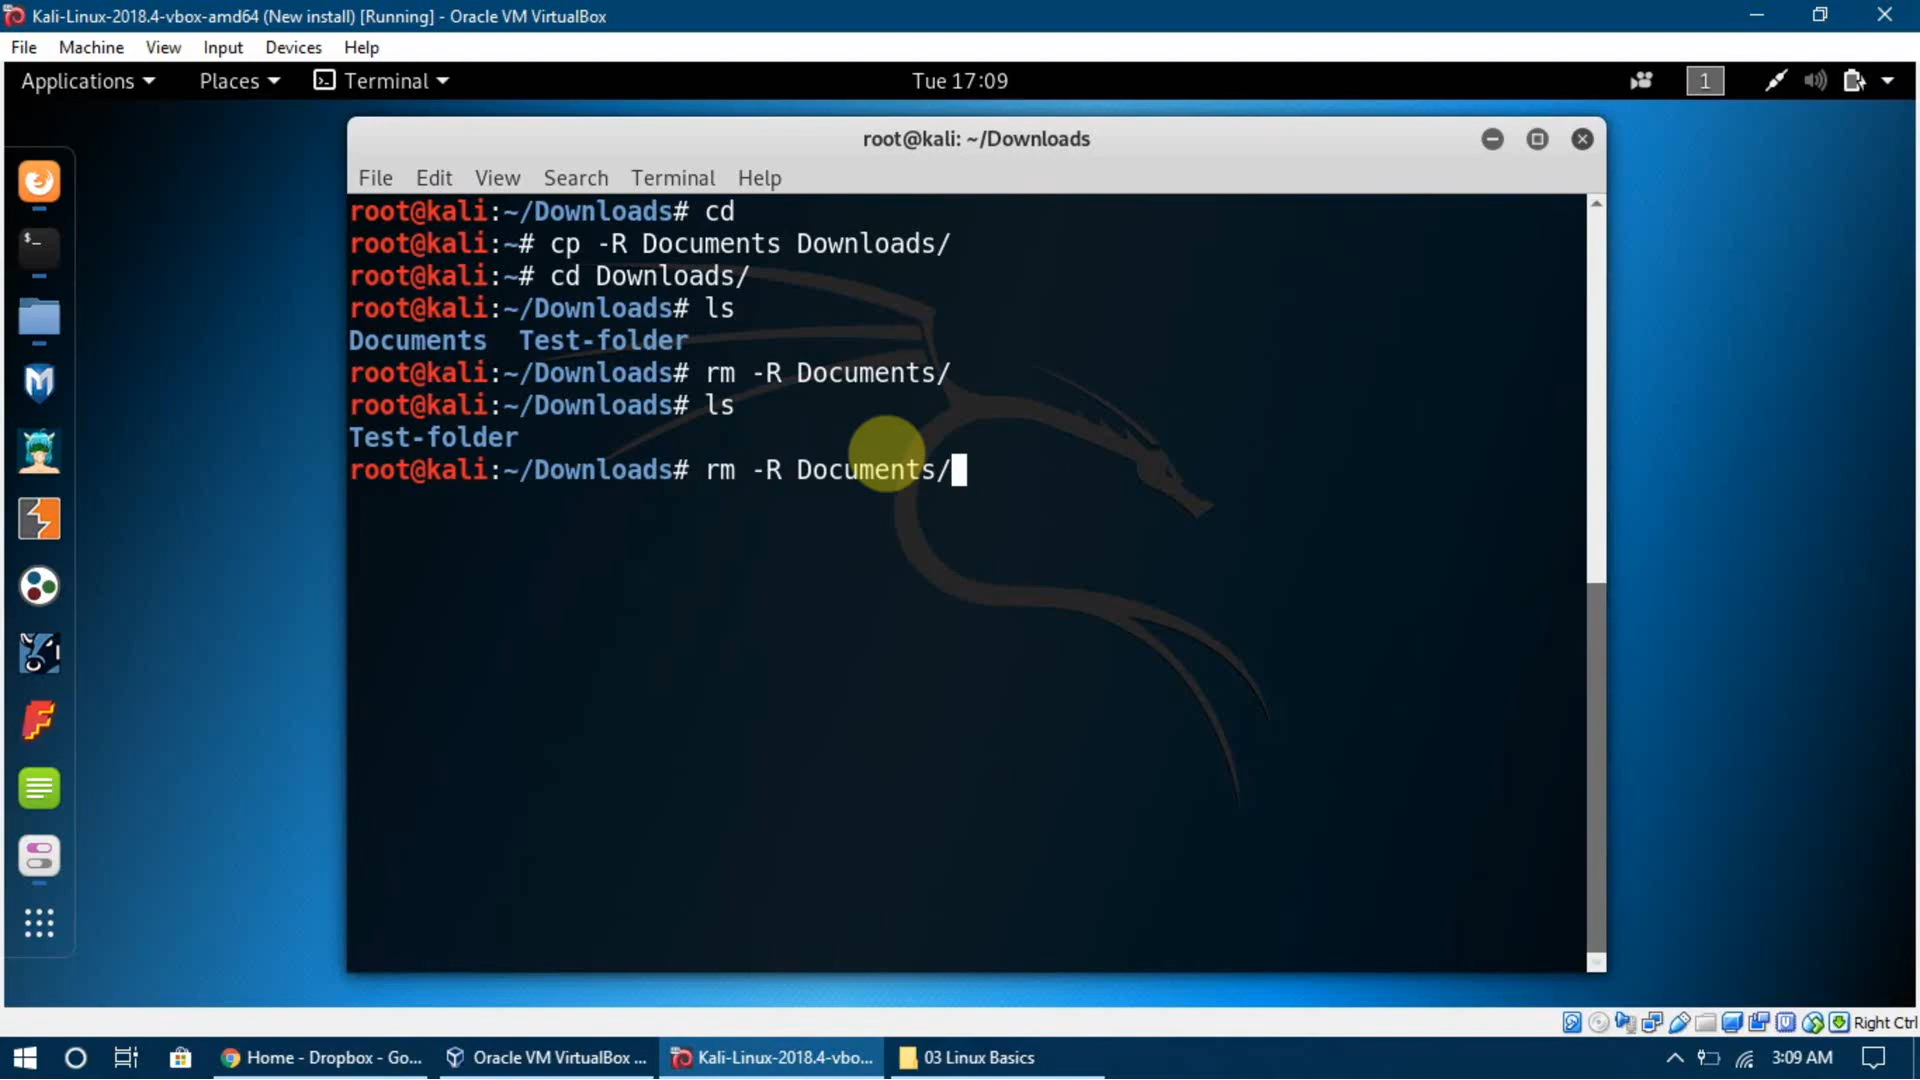 Kali-Linux-2018.4-vbox-amd64 (New install) [Running] - Oracle VM VirtualBox
File Machine View Input Devices Help
Applications Places Terminal Tue 17:09 1
root@kali: ~/Downloads
File Edit View Search Terminal Help
root@kali:~/Downloads# cd
root@kali:~# cp -R Documents Downloads/
root@kali:~# cd Downloads/
root@kali:~/Downloads# ls
Documents Test-folder
root@kali:~/Downloads# rm -R Documents/
root@kali:~/Downloads# ls
Test-folder
root@kali:~/Downloads# rm -R Documents/
$_
Right Ctrl
Home - Dropbox - Go... Oracle VM VirtualBox ... Kali-Linux-2018.4-vbo... 03 Linux Basics 3:09 AM